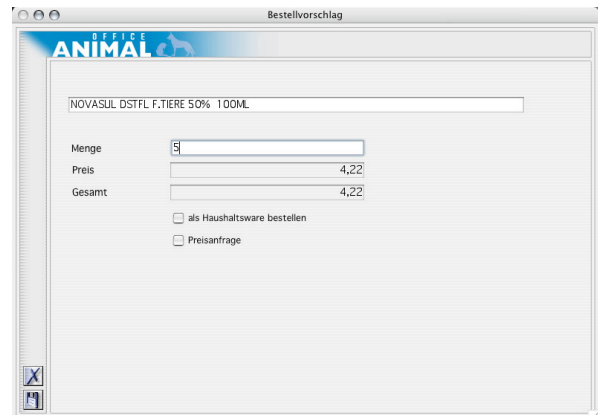 Bestellvorschlag
OFFICE
ANIMAL
NOVASUL DSTFL F.TIERE 50% 100ML
Menge 5
Preis 4,22
Gesamt 4,22
als Haushaltsware bestellen
Preisanfrage
X